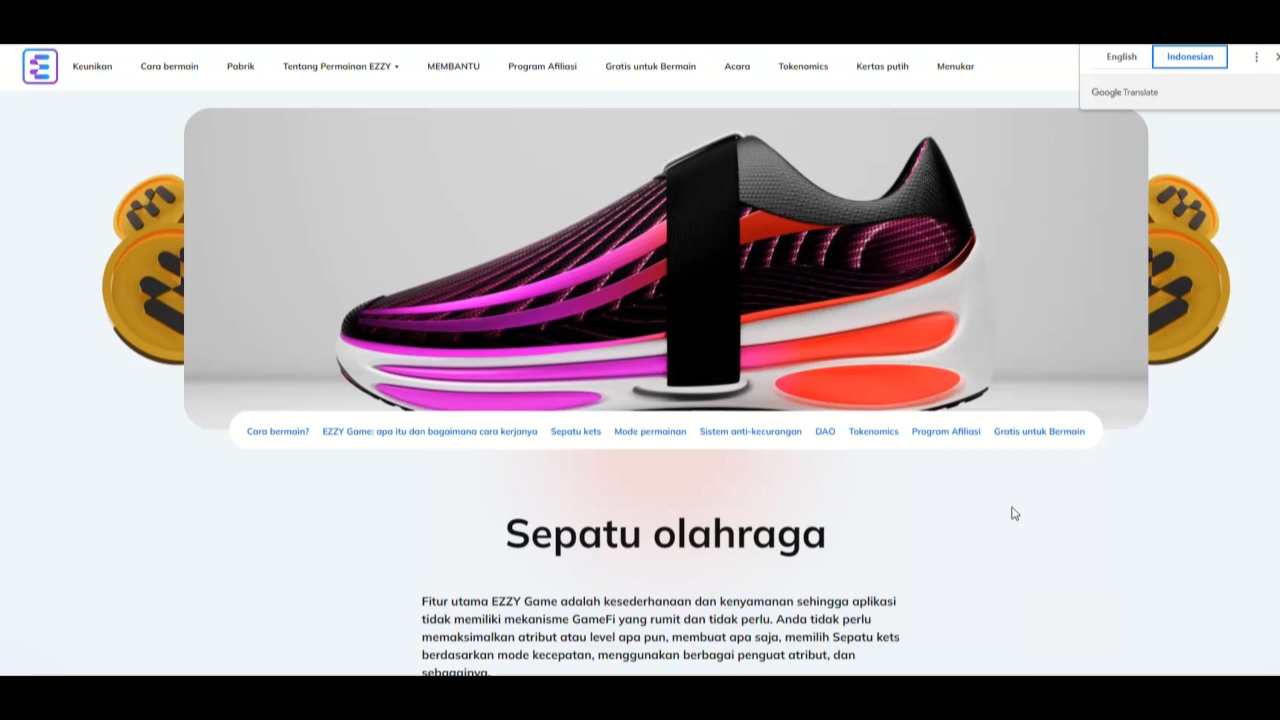 Keunikan Cara bermain Pabrik Tentang Permainan EZZY MEMBANTU Program Afiliasi Gratis untuk Bermain Acara Tokenomics Kertas putih Menukar
English Indonesian
Google Translate
Cara bermain? EZZY Game: apa itu dan bagaimana cara kerjanya Sepatu kets Mode permainan Sistem anti-kecurangan DAO Tokenomics Program Afiliasi Gratis untuk Bermain
Sepatu olahraga
Fitur utama EZZY Game adalah kesederhanaan dan kenyamanan sehingga aplikasi
tidak memiliki mekanisme GameFi yang rumit dan tidak perlu. Anda tidak perlu
memaksimalkan atribut atau level apa pun, membuat apa saja, memilih Sepatu kets
berdasarkan mode kecepatan, menggunakan berbagai penguat atribut, dan
sebagainya.